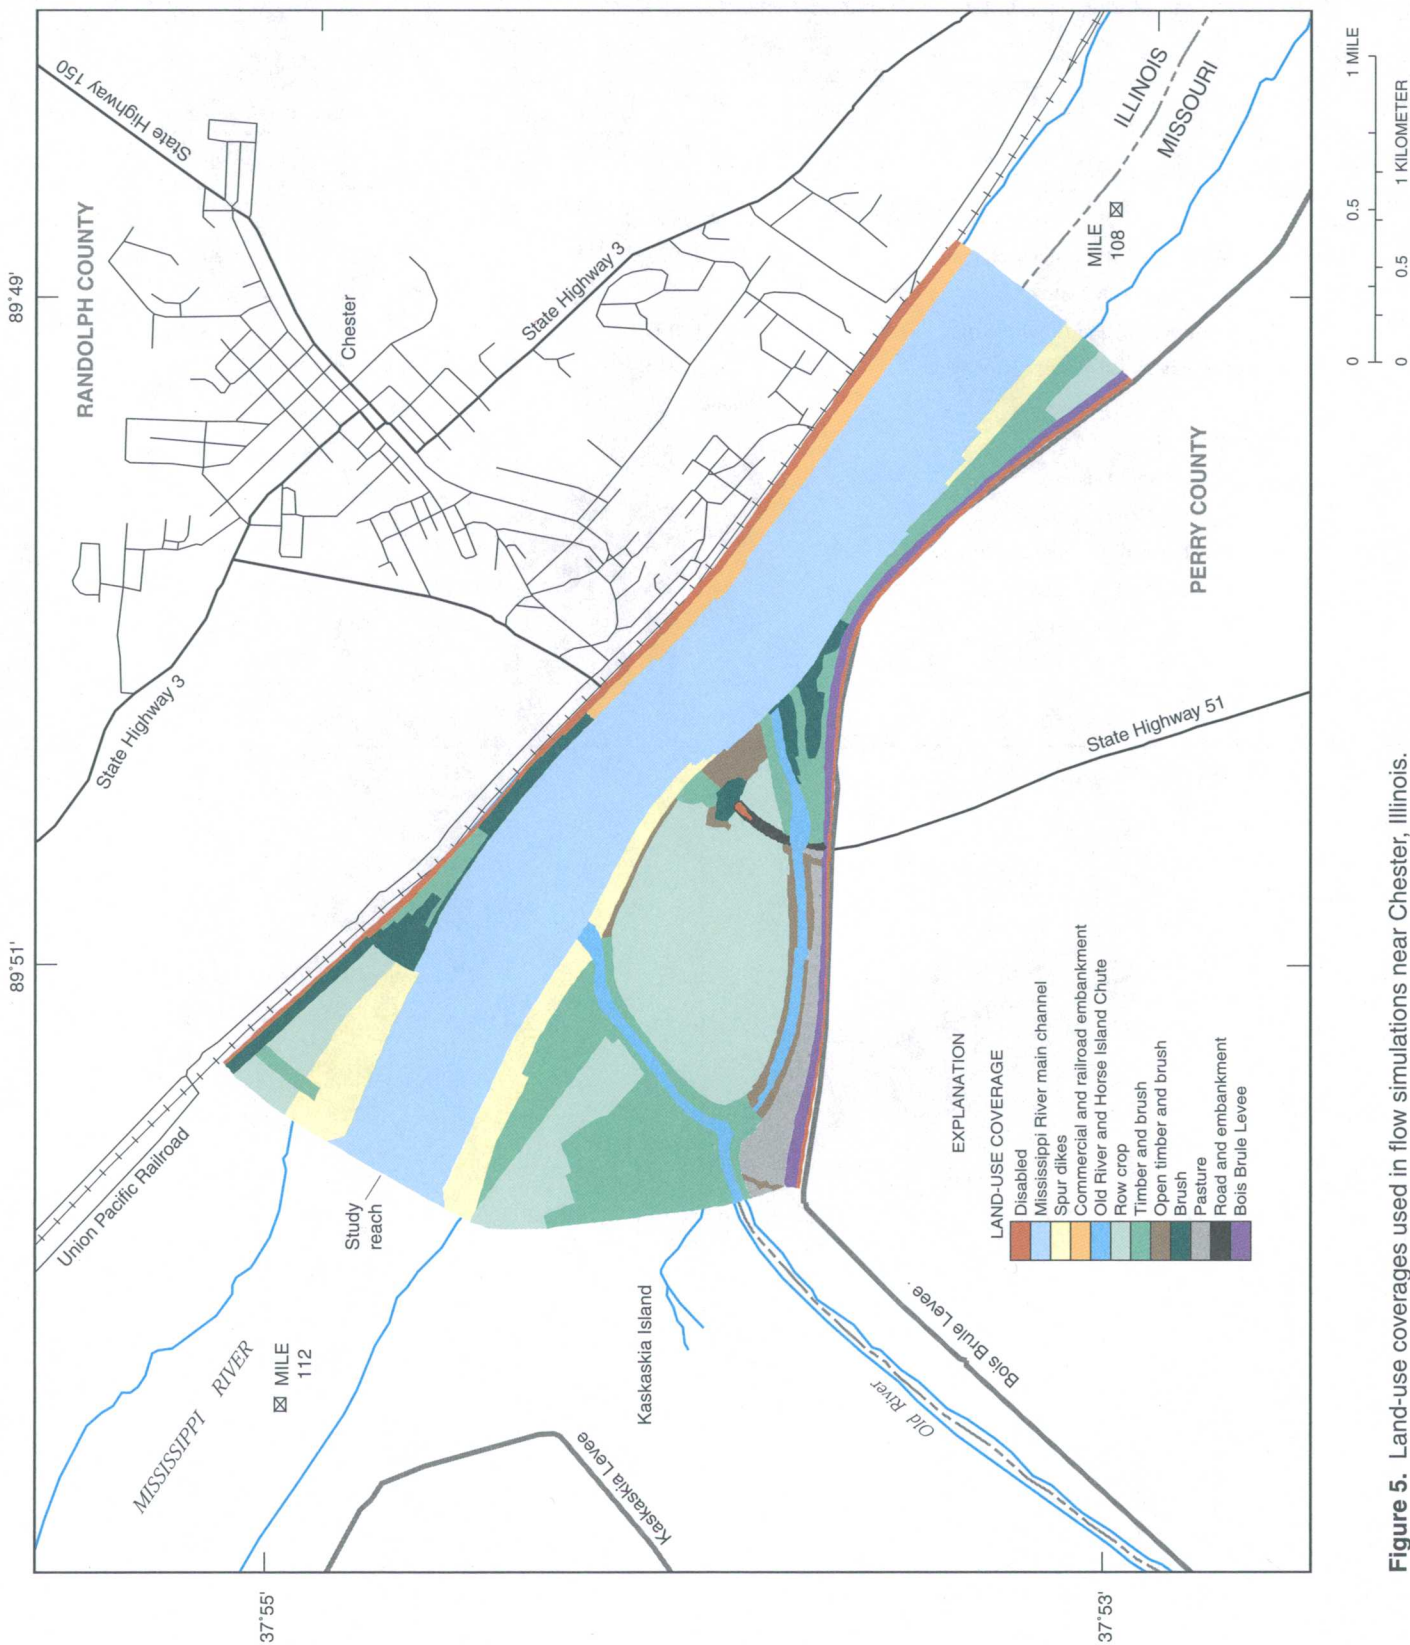 89°49'
89°51'
37°55'
37°53'
RANDOLPH COUNTY
State Highway 150
Chester
State Highway 3
State Highway 3
ILLINOIS
MISSOURI
MILE
108
PERRY COUNTY
State Highway 51
Union Pacific Railroad
Study
reach
MISSISSIPPI RIVER
MILE
112
Kaskaskia Island
Kaskaskia Levee
Old River
Bois Brule Levee
EXPLANATION
LAND-USE COVERAGE
Disabled
Mississippi River main channel
Spur dikes
Commercial and railroad embankment
Old River and Horse Island Chute
Row crop
Timber and brush
Open timber and brush
Brush
Pasture
Road and embankment
Bois Brule Levee
0 0.5 1 MILE
0 0.5 1 KILOMETER
Figure 5. Land-use coverages used in flow simulations near Chester, Illinois.